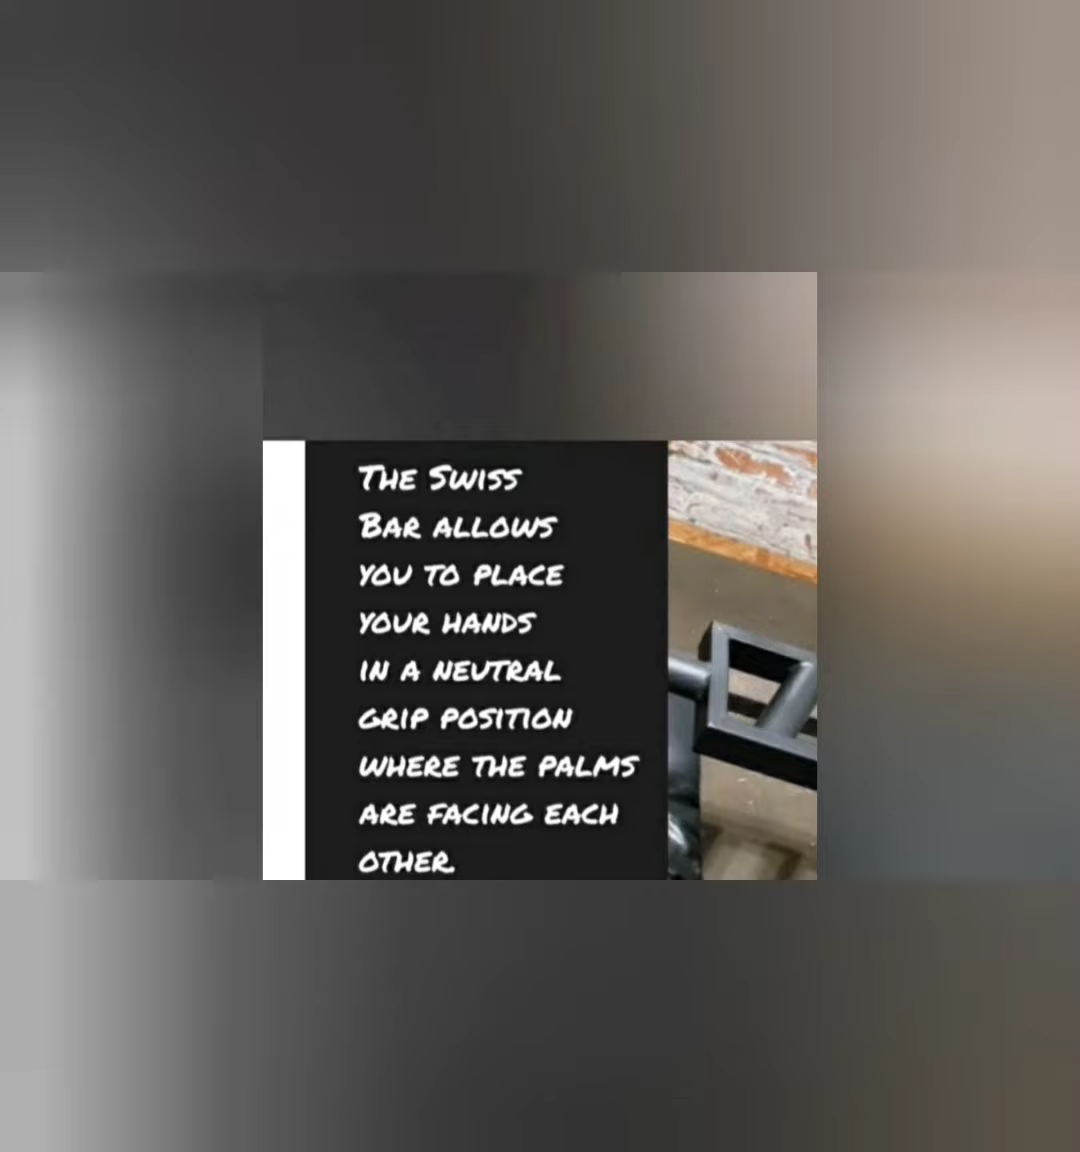 The Swiss
Bar allows
you to place
your hands
in a neutral
grip position
where the palms
are facing each
other.